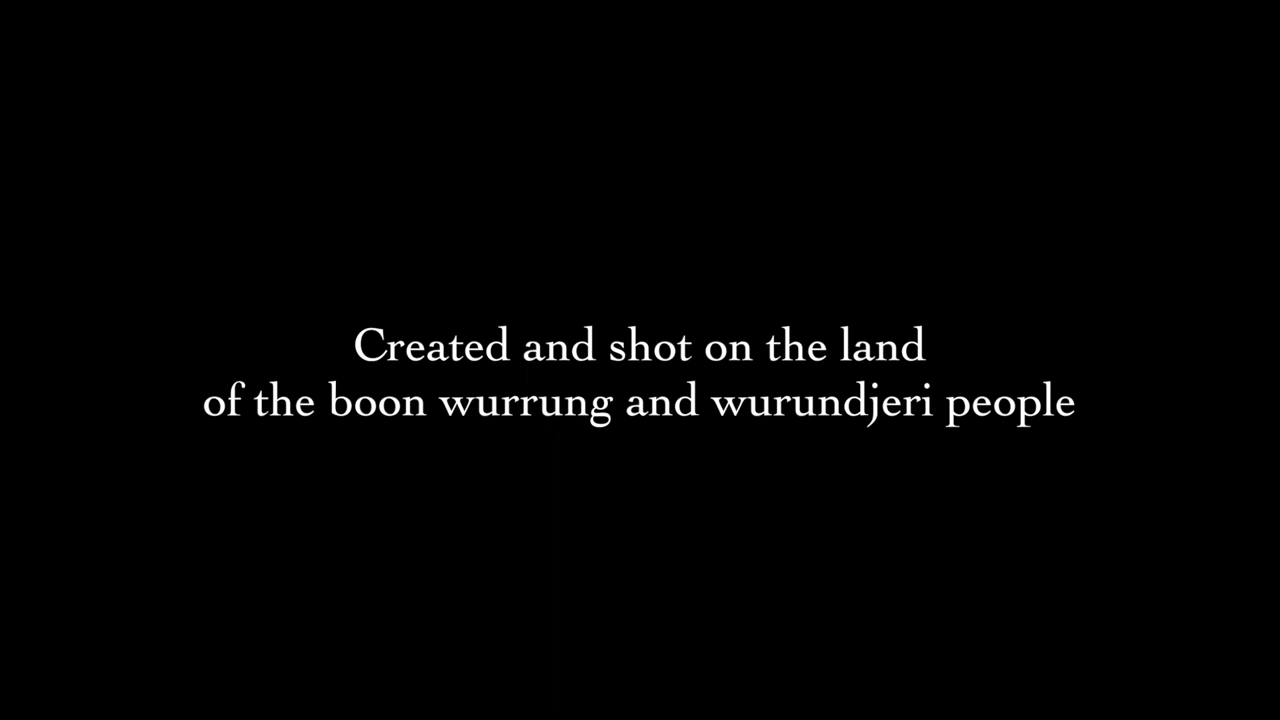 Created and shot on the land
of the boon wurrung and wurundjeri people